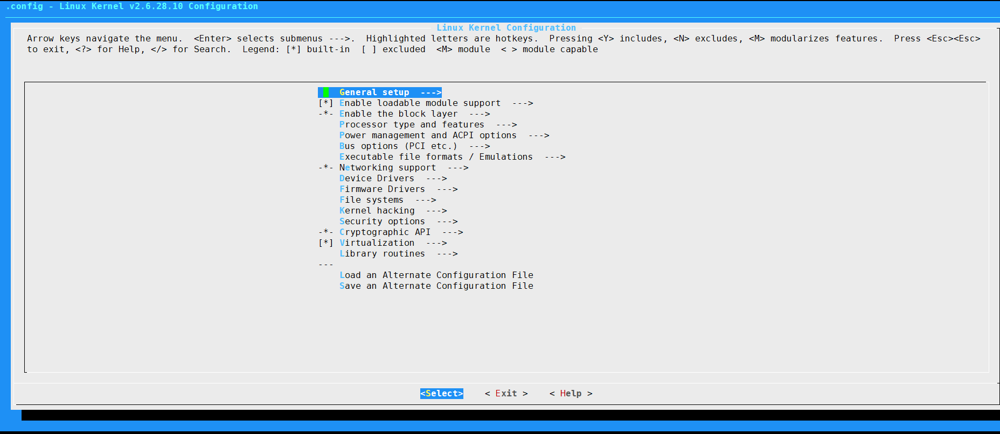 .config - Linux Kernel v2.6.28.10 Configuration
Linux Kernel Configuration
Arrow keys navigate the menu.  <Enter> selects submenus --->.  Highlighted letters are hotkeys.  Pressing <Y> includes, <N> excludes, <M> modularizes features.  Press <Esc><Esc>
to exit, <?> for Help, </> for Search.  Legend: [*] built-in  [ ] excluded  <M> module  < > module capable
General setup  --->
[*] Enable loadable module support  --->
-*- Enable the block layer  --->
Processor type and features  --->
Power management and ACPI options  --->
Bus options (PCI etc.)  --->
Executable file formats / Emulations  --->
-*- Networking support  --->
Device Drivers  --->
Firmware Drivers  --->
File systems  --->
Kernel hacking  --->
Security options  --->
-*- Cryptographic API  --->
[*] Virtualization  --->
Library routines  --->
---
Load an Alternate Configuration File
Save an Alternate Configuration File
<Select>    < Exit >    < Help >